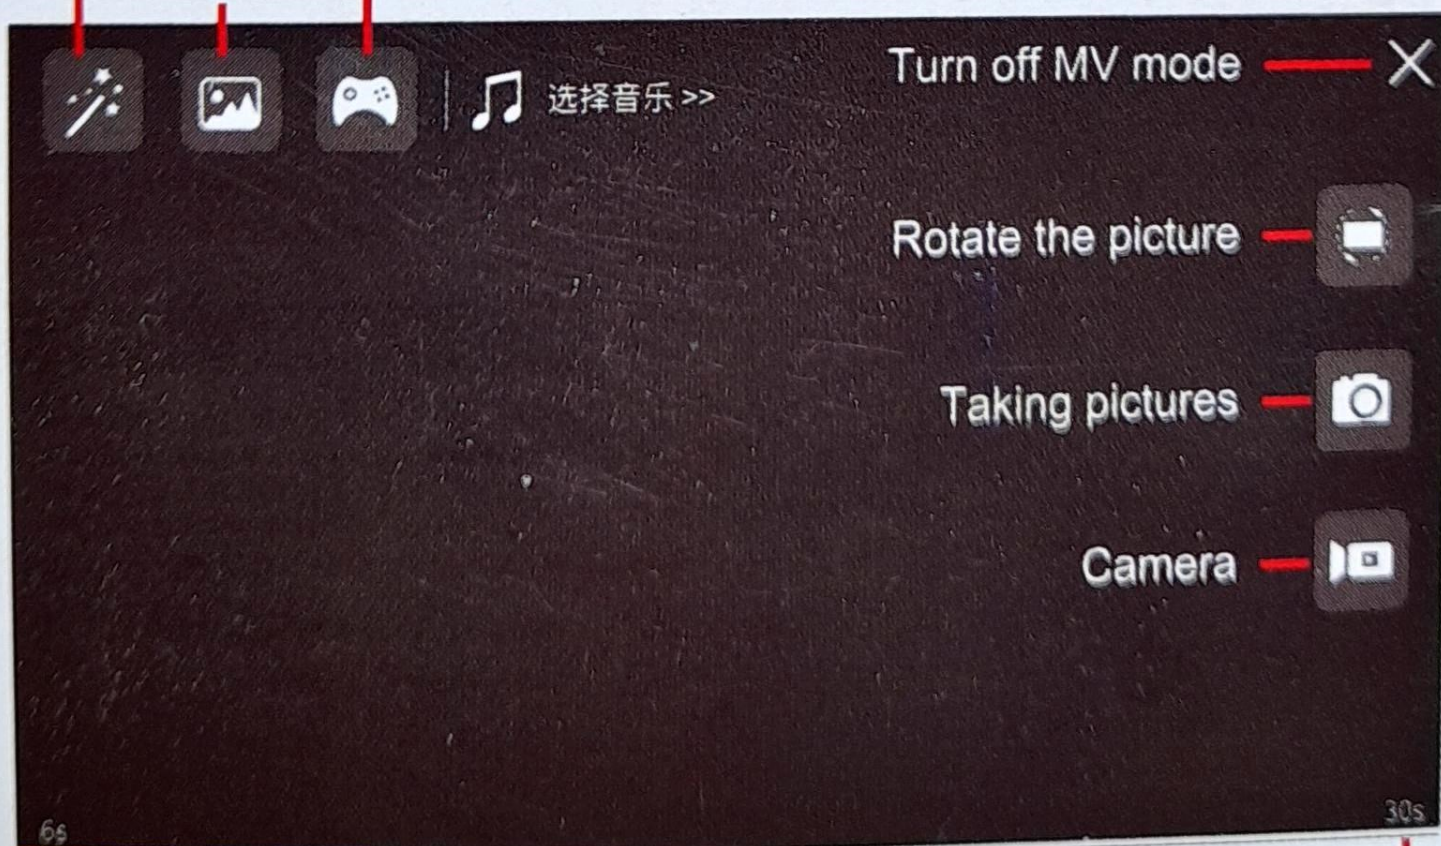 选择音乐 >>
Turn off MV mode
Rotate the picture
Taking pictures
Camera
6s
30s